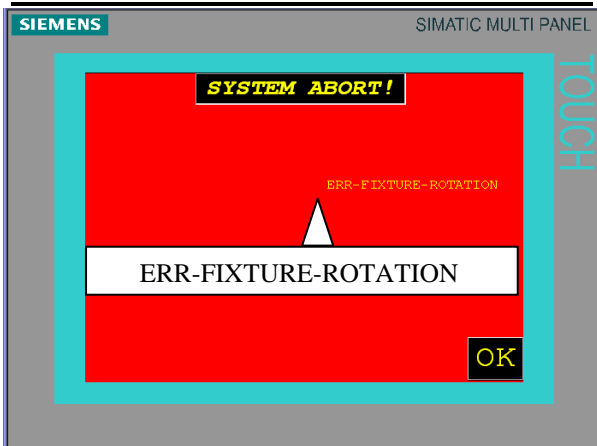 SIEMENS
SIMATIC MULTI PANEL
TOUCH
SYSTEM ABORT!
ERR-FIXTURE-ROTATION
ERR-FIXTURE-ROTATION
OK